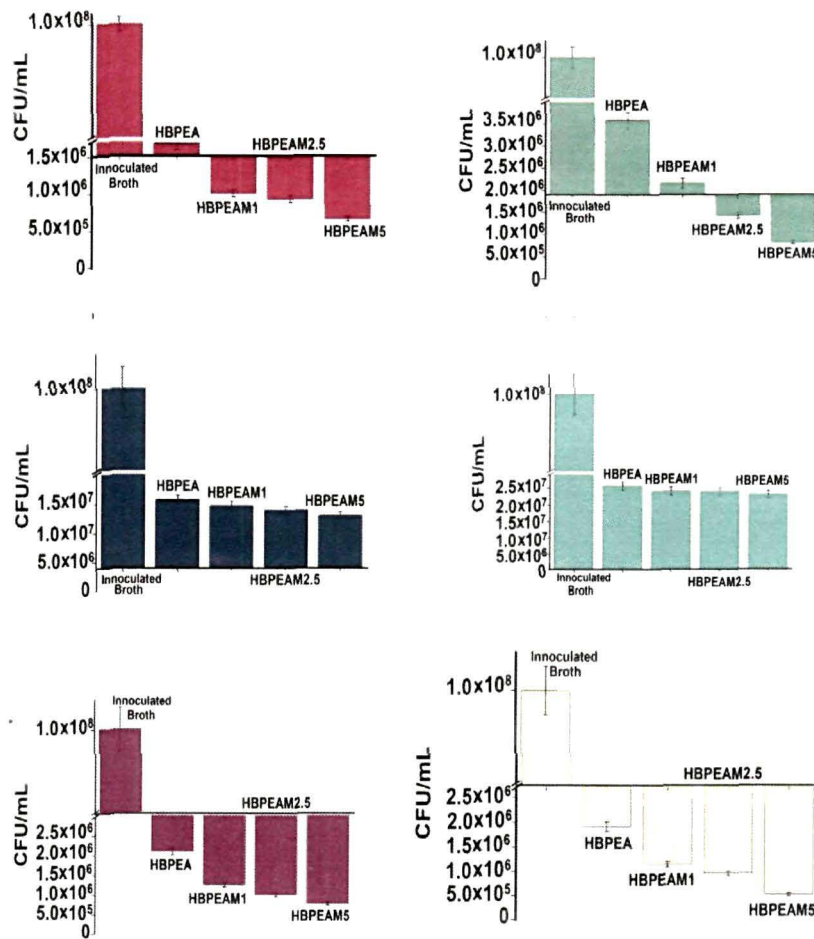 1.0x10⁸
CFU/mL
HBPEA
HBPEAM2.5
1.5x10⁶
Innoculated
Broth
1.0x10⁶
HBPEAM1
5.0x10⁵
HBPEAM5
0
1.0x10⁸
CFU/mL
HBPEA
3.5x10⁶
3.0x10⁶
HBPEAM1
2.5x10⁶
2.0x10⁶
Innoculated
Broth
1.5x10⁶
HBPEAM2.5
1.0x10⁶
HBPEAM5
5.0x10⁵
0
1.0x10⁸
CFU/mL
HBPEA
HBPEAM1
HBPEAM5
1.5x10⁷
1.0x10⁷
5.0x10⁶
0
Innoculated
Broth
HBPEAM2.5
1.0x10⁸
CFU/mL
HBPEA
HBPEAM1
HBPEAM5
2.5x10⁷
2.0x10⁷
1.5x10⁷
1.0x10⁷
5.0x10⁶
0
Innoculated
Broth
HBPEAM2.5
Innoculated
Broth
1.0x10⁸
CFU/mL
HBPEAM2.5
2.5x10⁶
2.0x10⁶
HBPEA
1.5x10⁶
1.0x10⁶
HBPEAM1
HBPEAM5
5.0x10⁵
0
Innoculated
Broth
1.0x10⁸
CFU/mL
HBPEAM2.5
2.5x10⁶
2.0x10⁶
1.5x10⁶
HBPEA
1.0x10⁶
HBPEAM1
5.0x10⁵
HBPEAM5
0